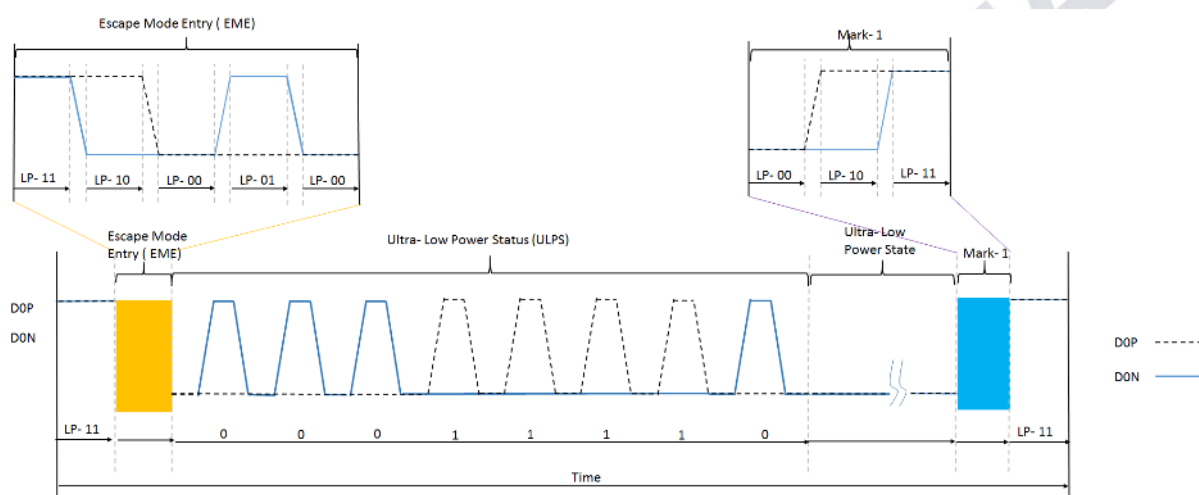 Escape Mode Entry ( EME)
Mark- 1
LP- 11
LP- 10
LP- 00
LP- 01
LP- 00
LP- 00
LP- 10
LP- 11
Escape Mode
Entry ( EME)
Ultra- Low Power Status (ULPS)
Ultra- Low
Power State
Mark- 1
D0P
D0N
D0P
D0N
LP- 11
0
0
0
1
1
1
1
0
LP- 11
Time